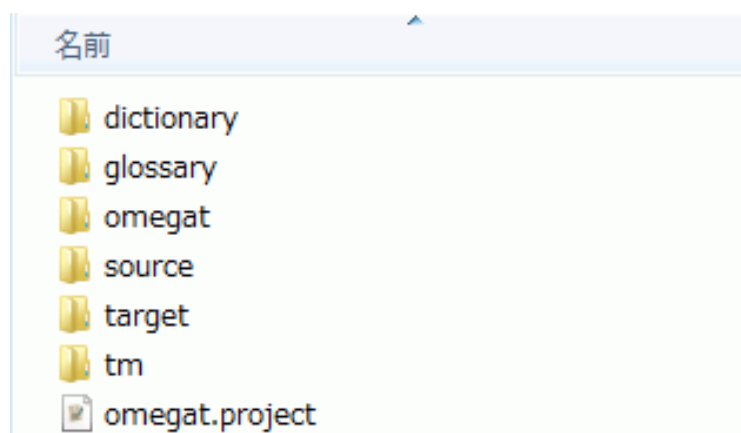 名前
dictionary
glossary
omegat
source
target
tm
omegat.project